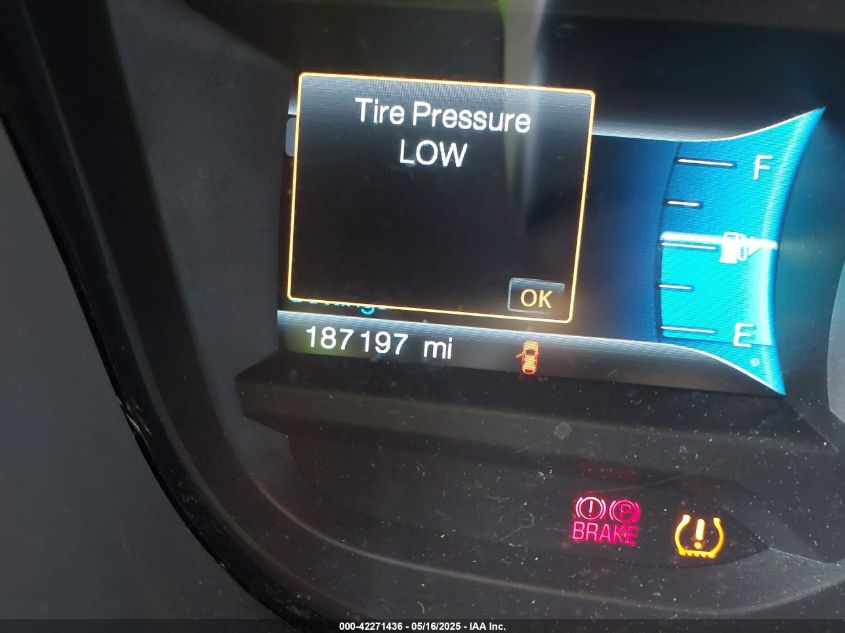 Tire Pressure
LOW
F
OK
E
187197 mi
P
BRAKE
000-42271436 - 05/16/2025 - IAA Inc.